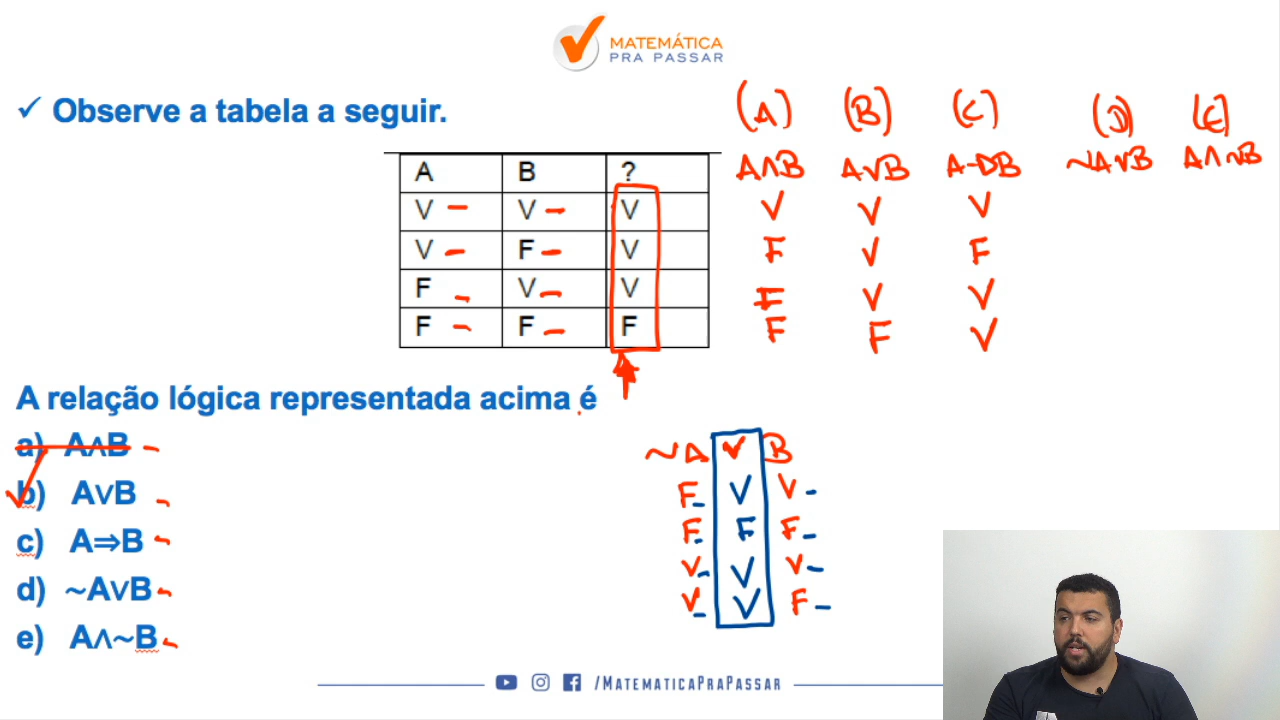 MATEMÁTICA
PRA PASSAR
✓ Observe a tabela a seguir.
A B ?
V V V
V F V
F V V
F F F
(A) (B) (C) (D) (E)
A∧B A∨B A→B ~A∨B A∧~B
V V V
F V F
F V V
F F V
A relação lógica representada acima é
a) A∧B
b) A∨B
c) A⇒B
d) ~A∨B
e) A∧~B
~A ∨ B
F V V
F F F
V V V
V V F
/MATEMATICAPRAPASSAR